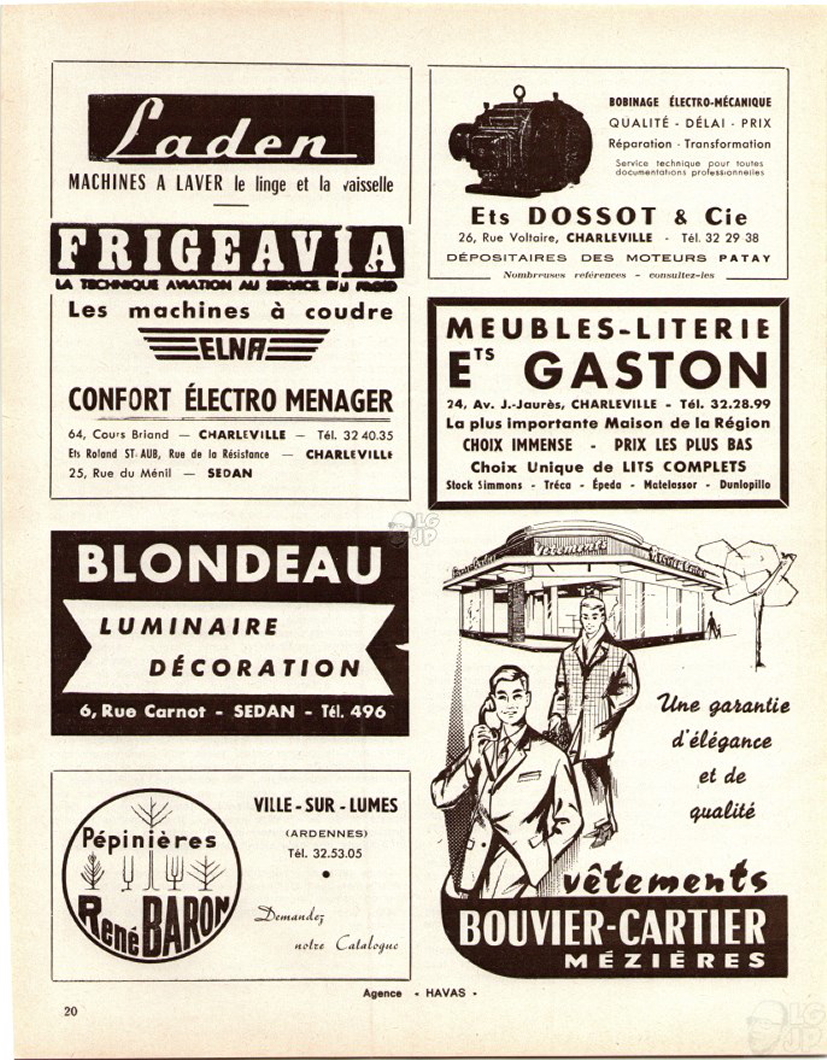 Laden
MACHINES A LAVER le linge et la vaisselle
FRIGEAVIA
LA TECHNIQUE AVIATION AU SERVICE DU FROID
Les machines à coudre
ELNA
CONFORT ÉLECTRO MENAGER
64, Cours Briand — CHARLEVILLE — Tél. 32 40.35
Ets Roland ST-AUB, Rue de la Résistance — CHARLEVILLE
25, Rue du Ménil — SEDAN
BOBINAGE ÉLECTRO-MÉCANIQUE
QUALITÉ - DÉLAI - PRIX
Réparation - Transformation
Service technique pour toutes
documentations professionnelles
Ets DOSSOT & Cie
26, Rue Voltaire, CHARLEVILLE - Tél. 32 29 38
DÉPOSITAIRES DES MOTEURS PATAY
Nombreuses références - consultez-les
MEUBLES-LITERIE
Ets GASTON
24, Av. J.-Jaurès, CHARLEVILLE - Tél. 32.28.99
La plus importante Maison de la Région
CHOIX IMMENSE - PRIX LES PLUS BAS
Choix Unique de LITS COMPLETS
Stock Simmons - Tréca - Épeda - Matelassor - Dunlopillo
BLONDEAU
LUMINAIRE
DÉCORATION
6, Rue Carnot - SEDAN - Tél. 496
Vêtements
Une garantie
d'élégance
et de
qualité
vêtements
BOUVIER-CARTIER
MÉZIÈRES
Pépinières
René BARON
VILLE-SUR-LUMES
(ARDENNES)
Tél. 32.53.05
Demandez
notre Catalogue
Agence « HAVAS »
20
LG
JP
LG
JP